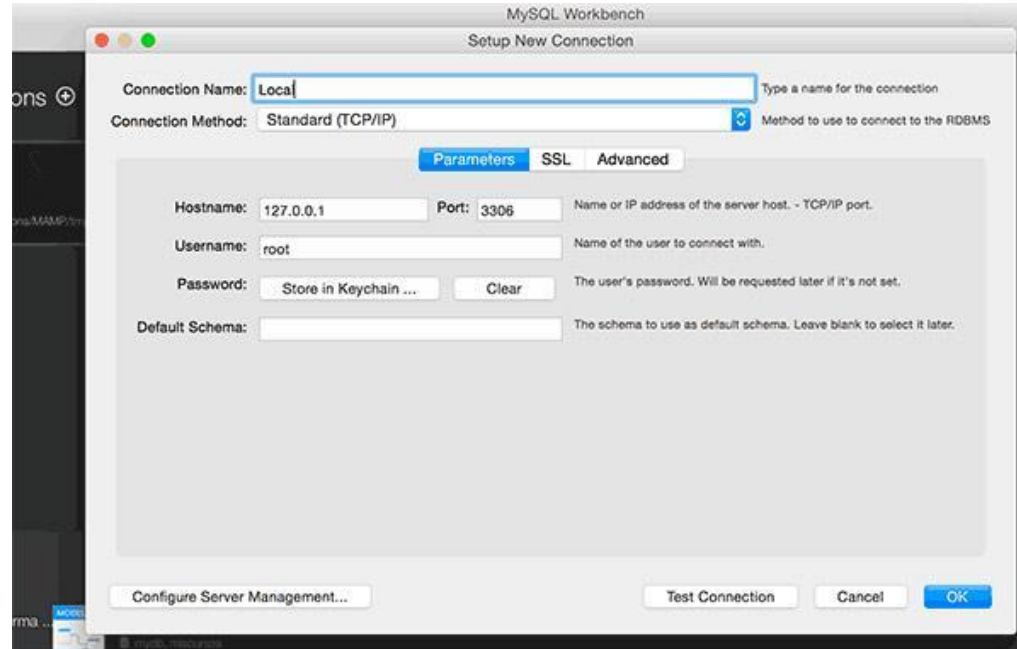 MySQL Workbench
Setup New Connection
ons
Connection Name: Local Type a name for the connection
Connection Method: Standard (TCP/IP) Method to use to connect to the RDBMS
Parameters SSL Advanced
Hostname: 127.0.0.1 Port: 3306 Name or IP address of the server host. - TCP/IP port.
Username: root Name of the user to connect with.
Password: Store in Keychain ... Clear The user's password. Will be requested later if it's not set.
Default Schema: The schema to use as default schema. Leave blank to select it later.
Configure Server Management... Test Connection Cancel OK
rma ...